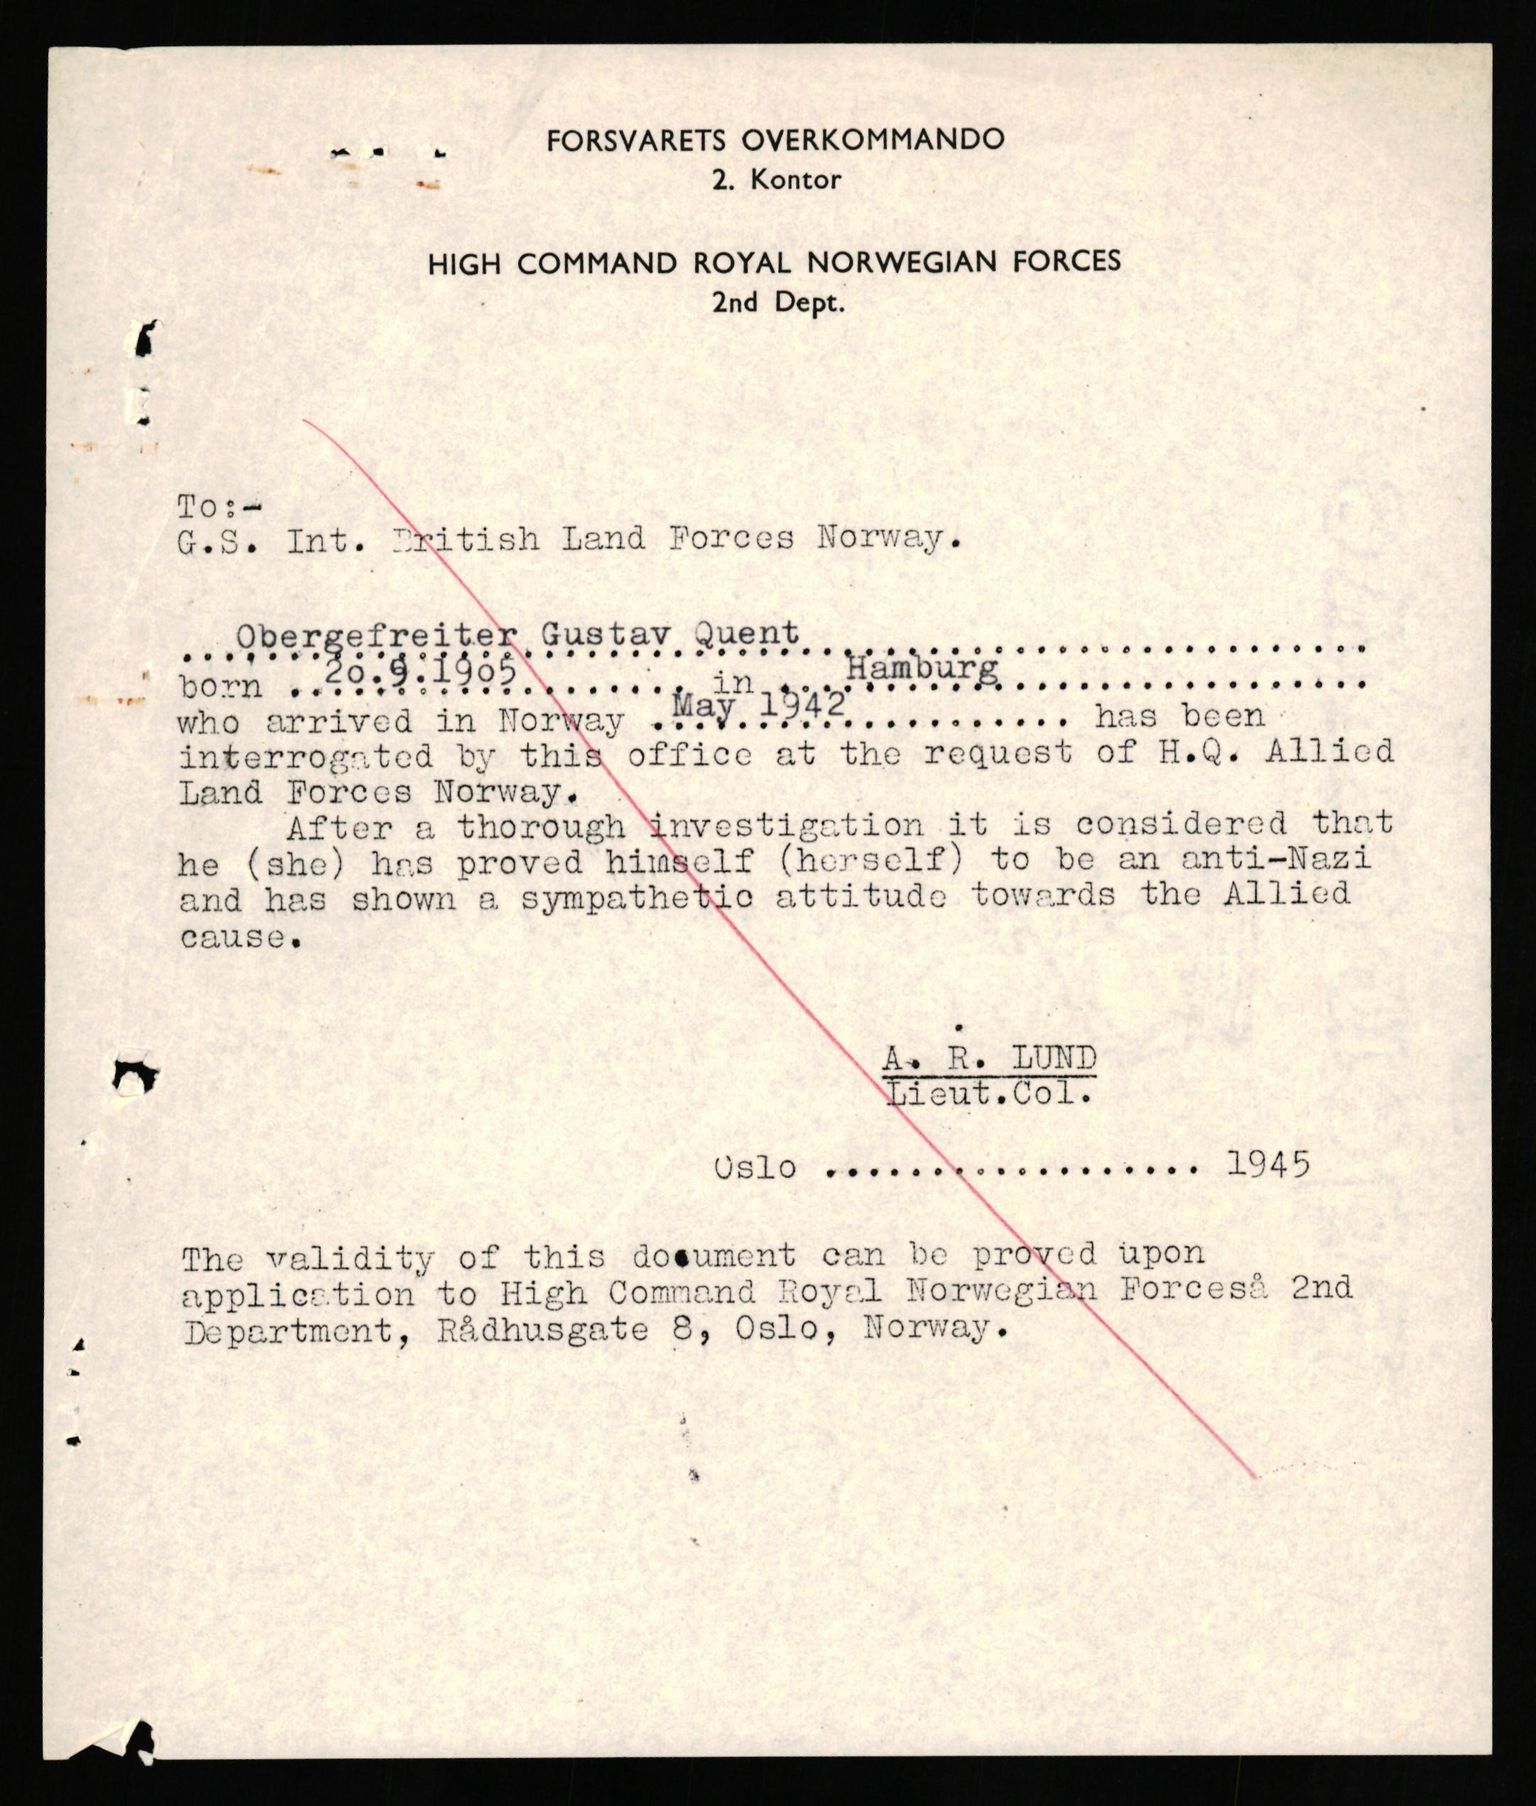 FORSVARETS OVERKOMMANDO
2. Kontor
HIGH COMMAND ROYAL NORWEGIAN FORCES
2nd Dept.
To:-
G.S. Int. British Land Forces Norway.
Obergefreiter Gustav Quent
born 20.9.1905 in Hamburg
who arrived in Norway May 1942 has been
interrogated by this office at the request of H.Q. Allied
Land Forces Norway.
After a thorough investigation it is considered that
he (she) has proved himself (herself) to be an anti-Nazi
and has shown a sympathetic attitude towards the Allied
cause.
A. R. LUND
Lieut.Col.
Oslo .................. 1945
The validity of this document can be proved upon
application to High Command Royal Norwegian Forceså 2nd
Department, Rådhusgate 8, Oslo, Norway.